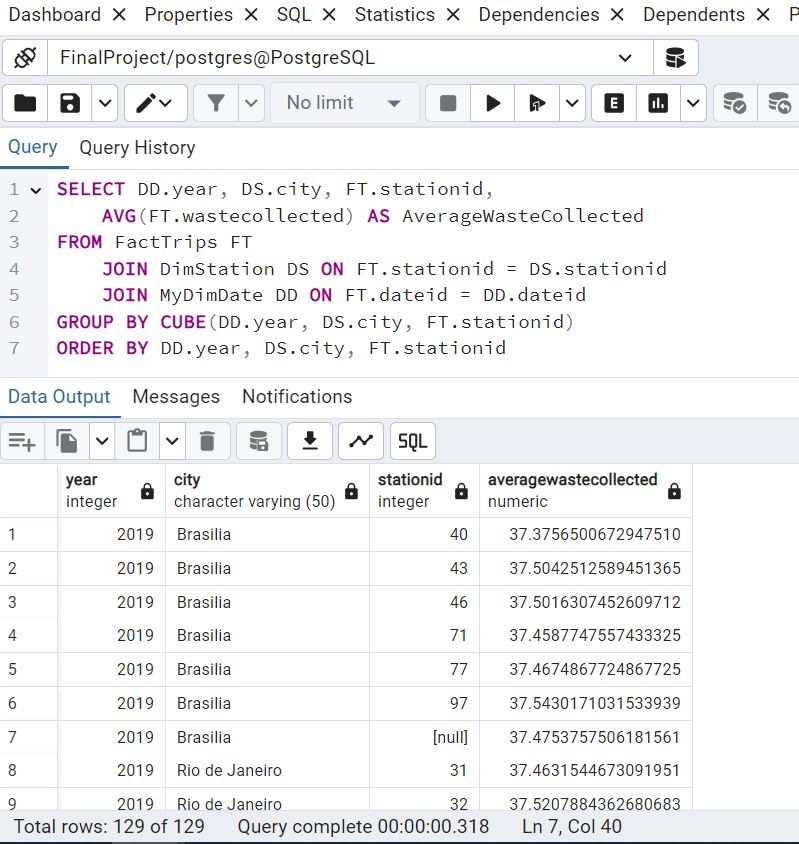 Dashboard X Properties X SQL X Statistics X Dependencies X Dependents X P
FinalProject/postgres@PostgreSQL
No limit E
Query Query History
1 SELECT DD.year, DS.city, FT.stationid,
2 AVG(FT.wastecollected) AS AverageWasteCollected
3 FROM FactTrips FT
4 JOIN DimStation DS ON FT.stationid = DS.stationid
5 JOIN MyDimDate DD ON FT.dateid = DD.dateid
6 GROUP BY CUBE(DD.year, DS.city, FT.stationid)
7 ORDER BY DD.year, DS.city, FT.stationid
Data Output Messages Notifications
SQL
year city stationid averagewastecollected
integer character varying (50) integer numeric
1 2019 Brasilia 40 37.3756500672947510
2 2019 Brasilia 43 37.5042512589451365
3 2019 Brasilia 46 37.5016307452609712
4 2019 Brasilia 71 37.4587747557433325
5 2019 Brasilia 77 37.4674867724867725
6 2019 Brasilia 97 37.5430171031533939
7 2019 Brasilia [null] 37.4753757506181561
8 2019 Rio de Janeiro 31 37.4631544673091951
9 2019 Rio de Janeiro 32 37.5207884362680683
Total rows: 129 of 129 Query complete 00:00:00.318 Ln 7, Col 40